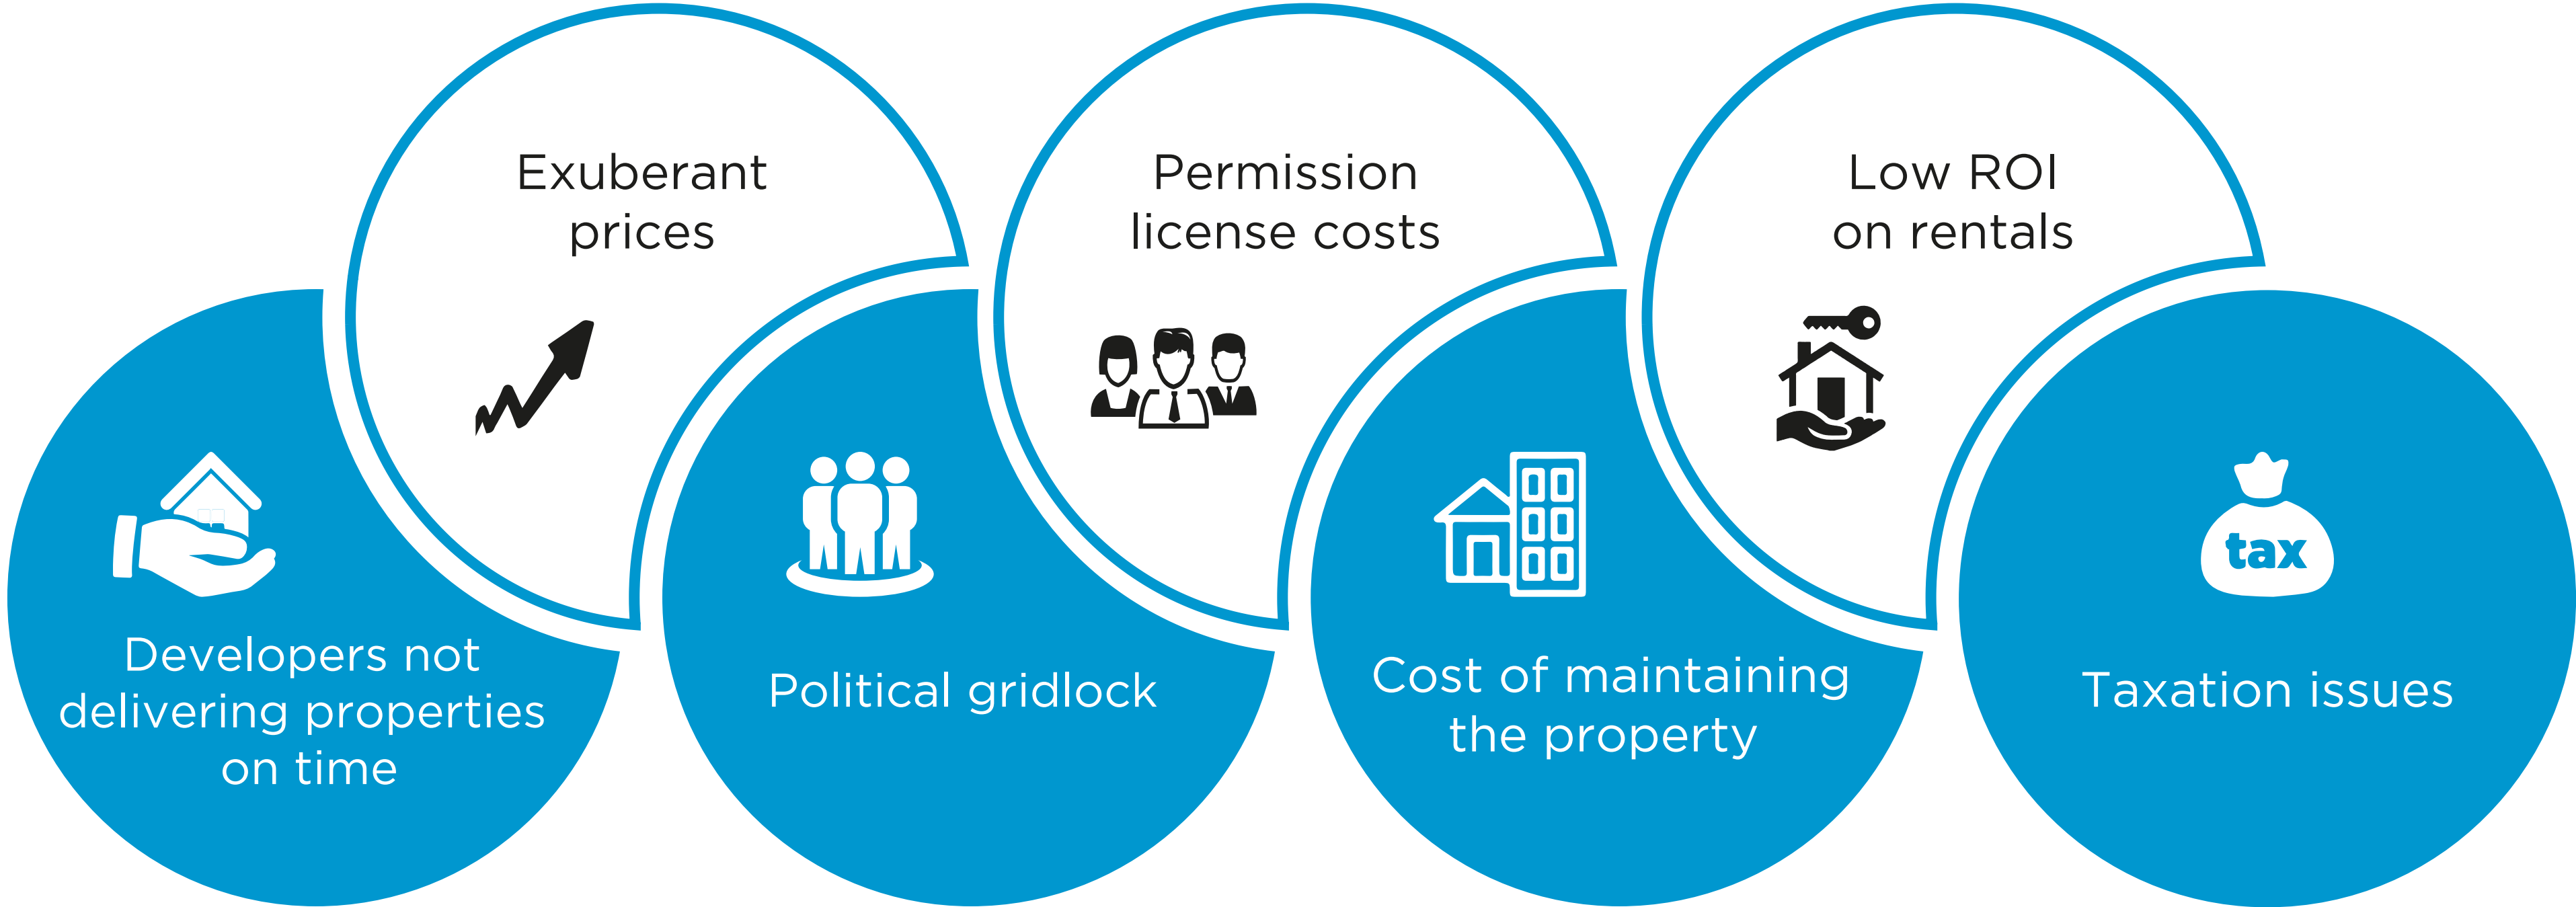 Exuberant
prices
Permission
license costs
Low ROI
on rentals
Developers not
delivering properties
on time
Political gridlock
Cost of maintaining
the property
tax
Taxation issues